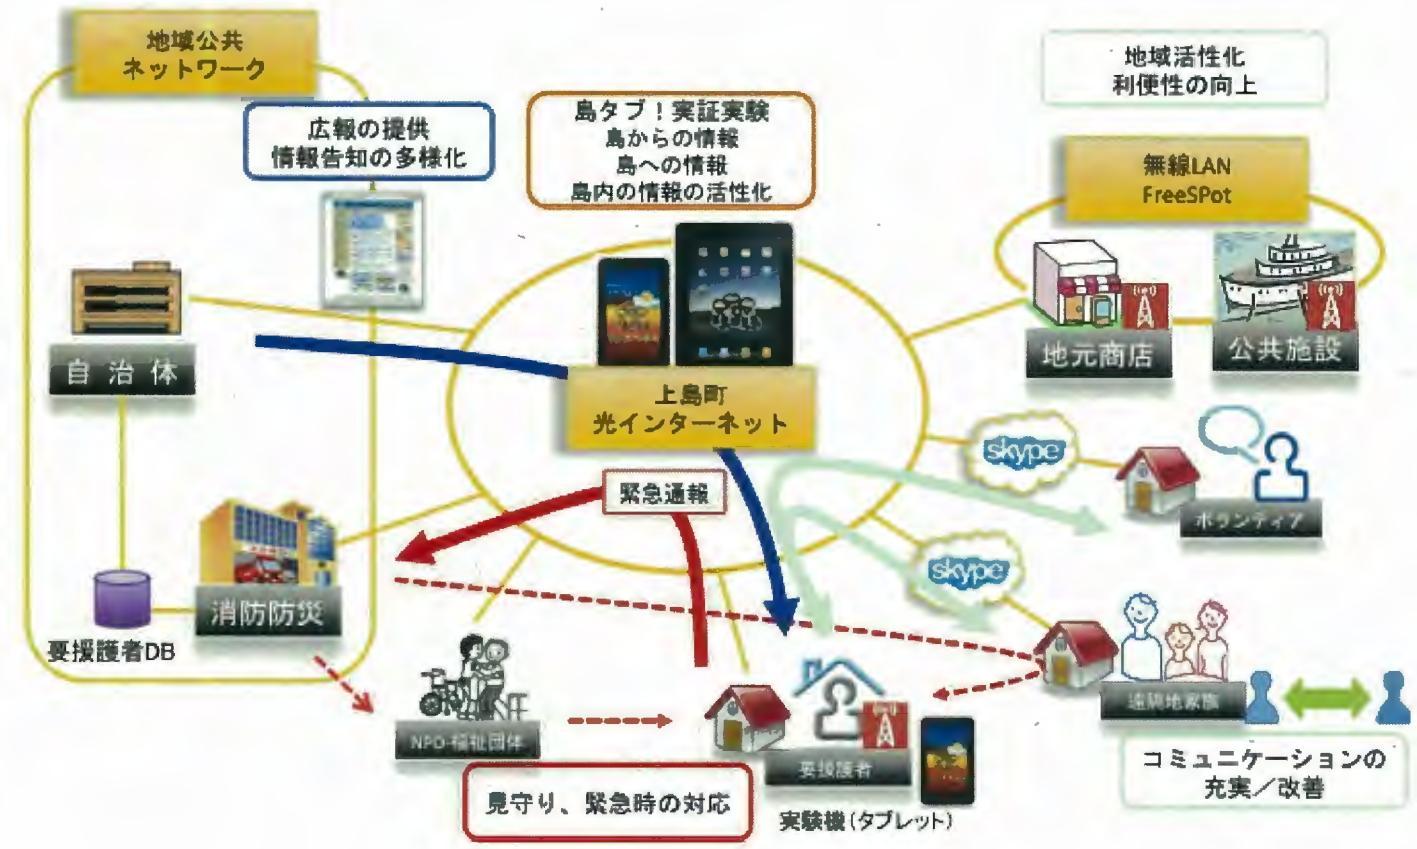 地域公共
ネットワーク
広報の提供
情報告知の多様化
島タブ!実証実験
島からの情報
島への情報
島内の情報の活性化
地域活性化
利便性の向上
無線LAN
FreeSPot
自治体
上島町
光インターネット
地元商店
公共施設
skype
ボランティア
緊急通報
skype
消防防災
要援護者DB
NPO・福祉団体
要援護者
遠隔地家族
見守り、緊急時の対応
実験機(タブレット)
コミュニケーションの
充実/改善